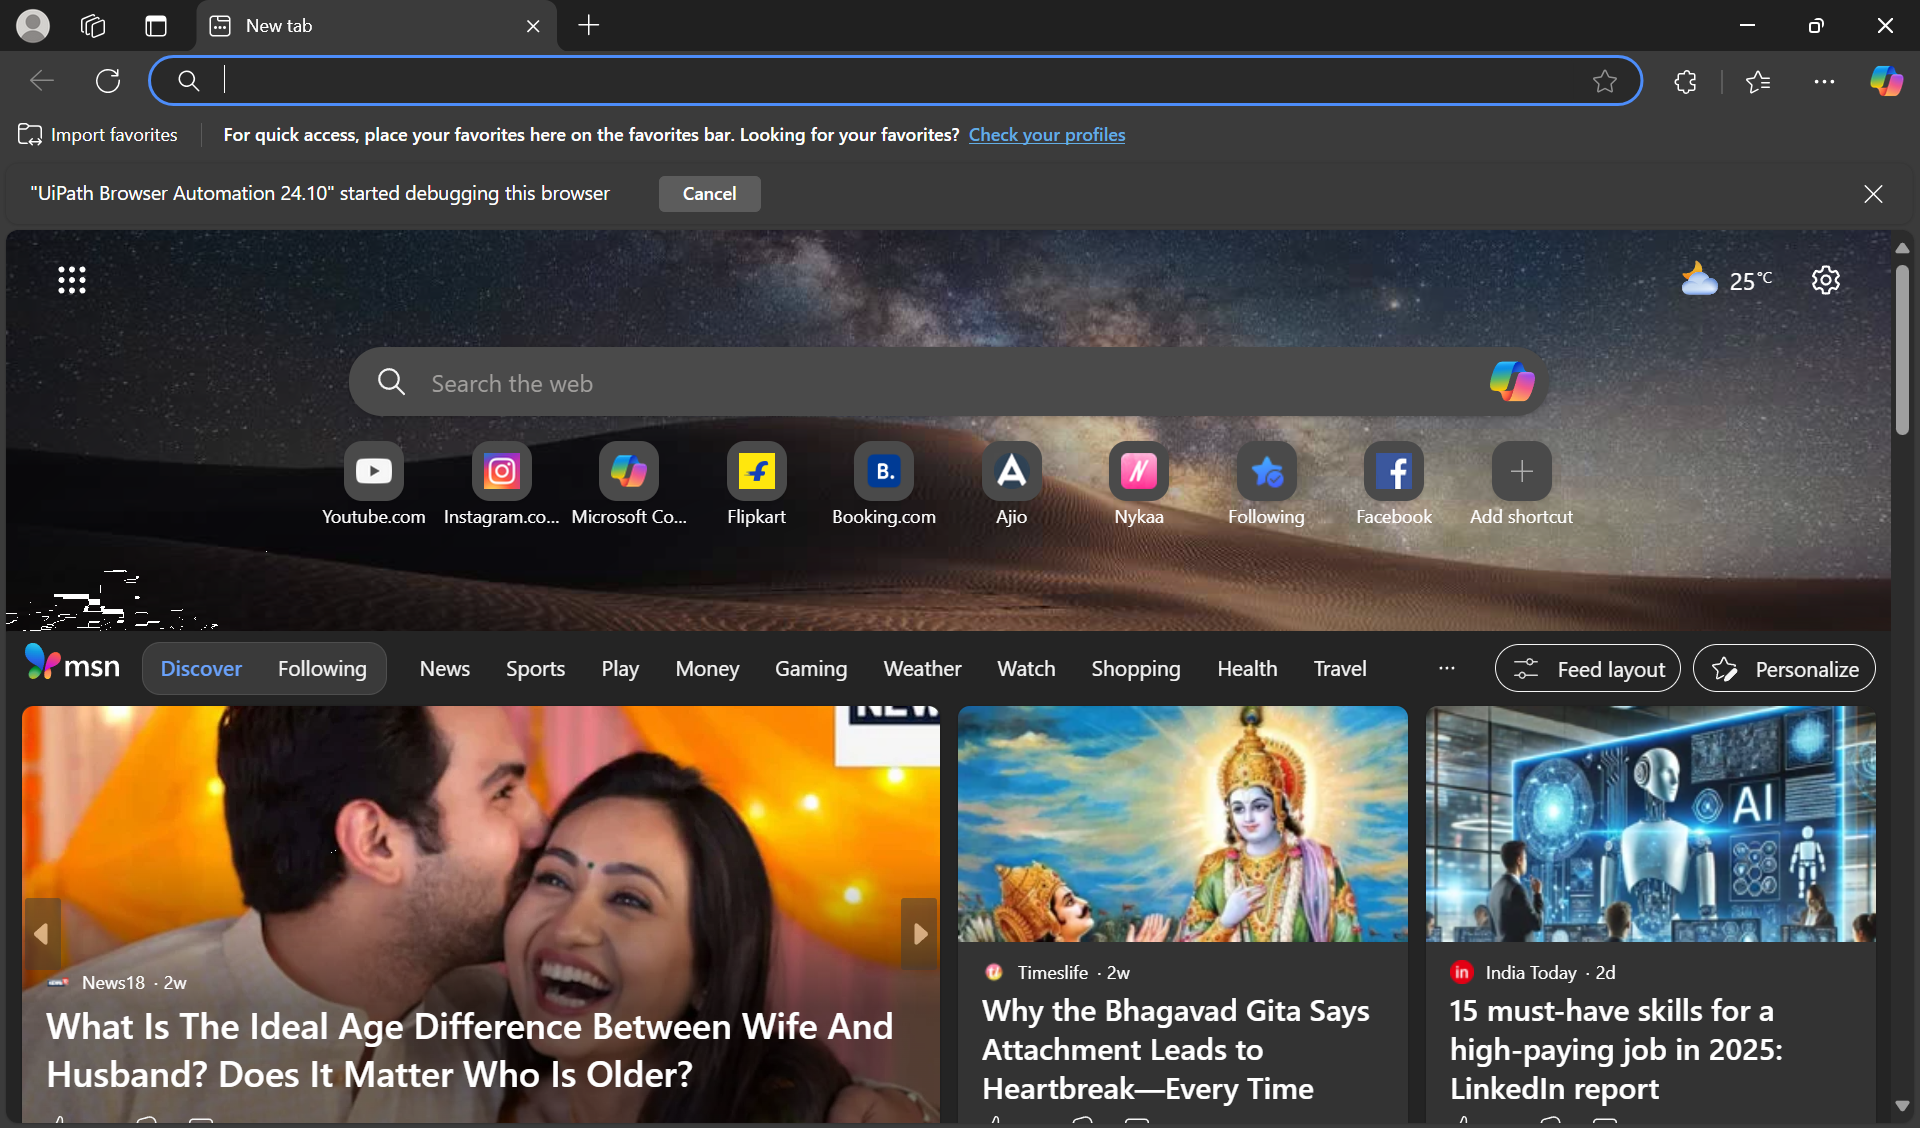 New tab
Import favorites
For quick access, place your favorites here on the favorites bar. Looking for your favorites? Check your profiles
"UiPath Browser Automation 24.10" started debugging this browser
Cancel
25°C
Search the web
Youtube.com
Instagram.co...
Microsoft Co...
Flipkart
B.
Booking.com
Ajio
Nykaa
Following
Facebook
Add shortcut
msn
Discover
Following
News
Sports
Play
Money
Gaming
Weather
Watch
Shopping
Health
Travel
Feed layout
Personalize
AI
News18 · 2w
What Is The Ideal Age Difference Between Wife And
Husband? Does It Matter Who Is Older?
Timeslife · 2w
Why the Bhagavad Gita Says
Attachment Leads to
Heartbreak—Every Time
in
India Today · 2d
15 must-have skills for a
high-paying job in 2025:
LinkedIn report